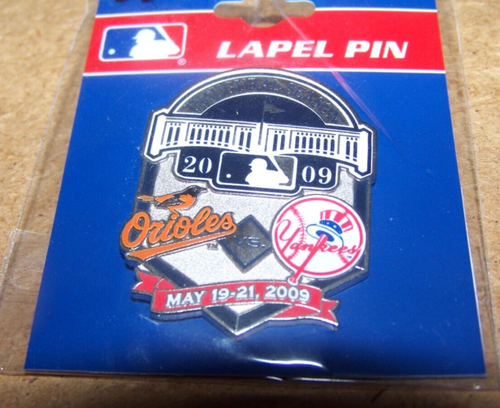 LAPEL PIN
20 09
Orioles
VS.
Yankees
MAY 19-21, 2009